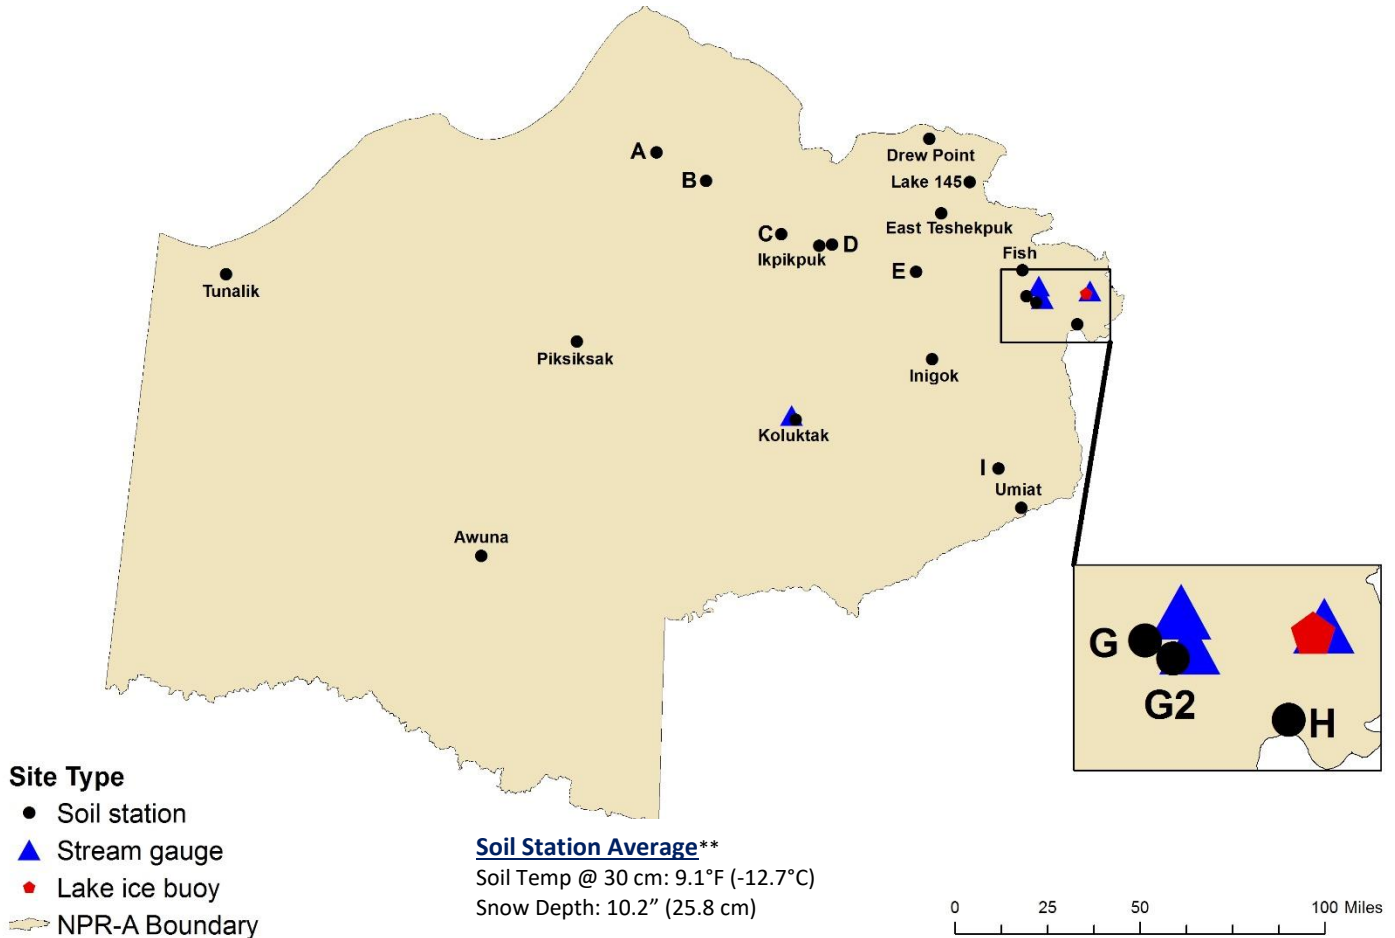 A
B
Drew Point
Lake 145
East Teshekpuk
C
D
Ikpikpuk
E
Fish
Tunalik
Piksiksak
Inigok
Koluktak
I
Umiat
Awuna
G
G2
H
Site Type
Soil station
Stream gauge
Lake ice buoy
NPR-A Boundary
Soil Station Average**
Soil Temp @ 30 cm: 9.1°F (-12.7°C)
Snow Depth: 10.2” (25.8 cm)
0 25 50 100 Miles